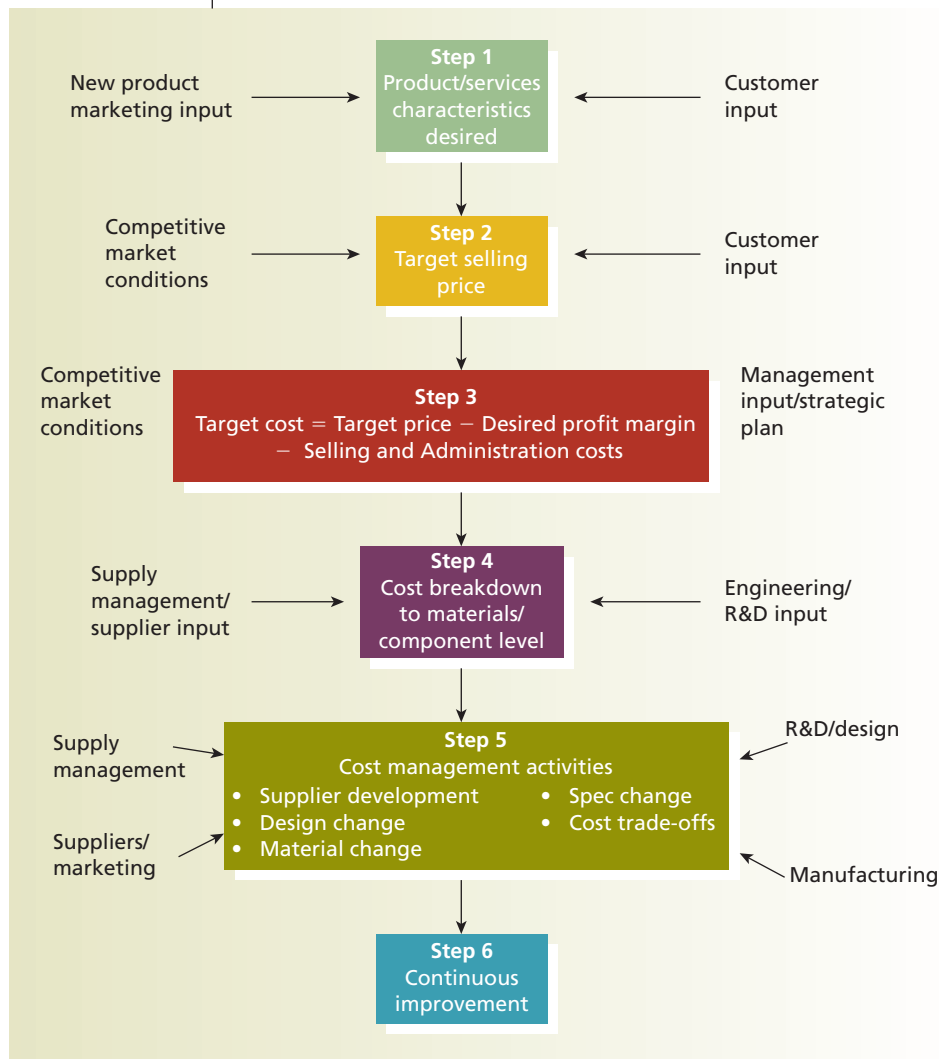 Step 1
Product/services
characteristics
desired
New product
marketing input
Customer
input
Step 2
Target selling
price
Competitive
market
conditions
Customer
input
Step 3
Target cost = Target price − Desired profit margin
− Selling and Administration costs
Competitive
market
conditions
Management
input/strategic
plan
Step 4
Cost breakdown
to materials/
component level
Supply
management/
supplier input
Engineering/
R&D input
Step 5
Cost management activities
• Supplier development
• Design change
• Material change
• Spec change
• Cost trade-offs
Supply
management
Suppliers/
marketing
R&D/design
Manufacturing
Step 6
Continuous
improvement